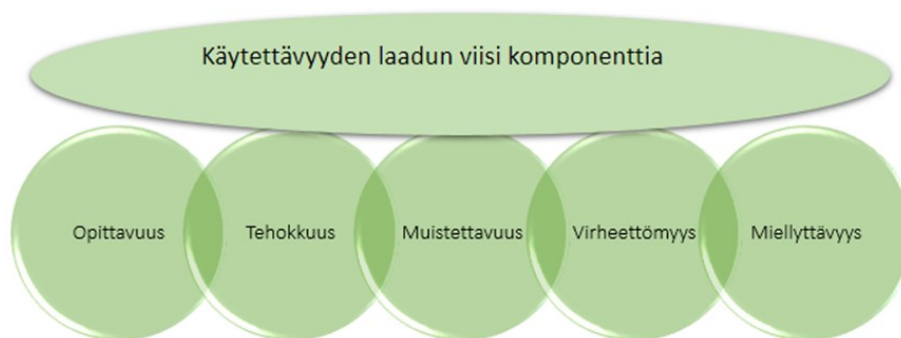 Käytettävyyden laadun viisi komponenttia
Opittavuus
Tehokkuus
Muistettavuus
Virheettömyys
Miellyttävyys